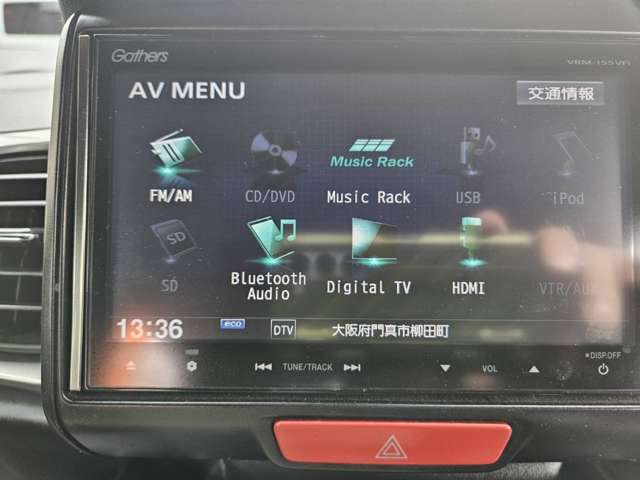 Gathers VRM-155VFi
AV MENU 交通情報
Music Rack
FM/AM CD/DVD Music Rack USB iPod
SD
SD Bluetooth Audio Digital TV HDMI VTR/AUX
13:36 eco DTV 大阪府門真市柳田町
TUNE/TRACK VOL DISP.OFF